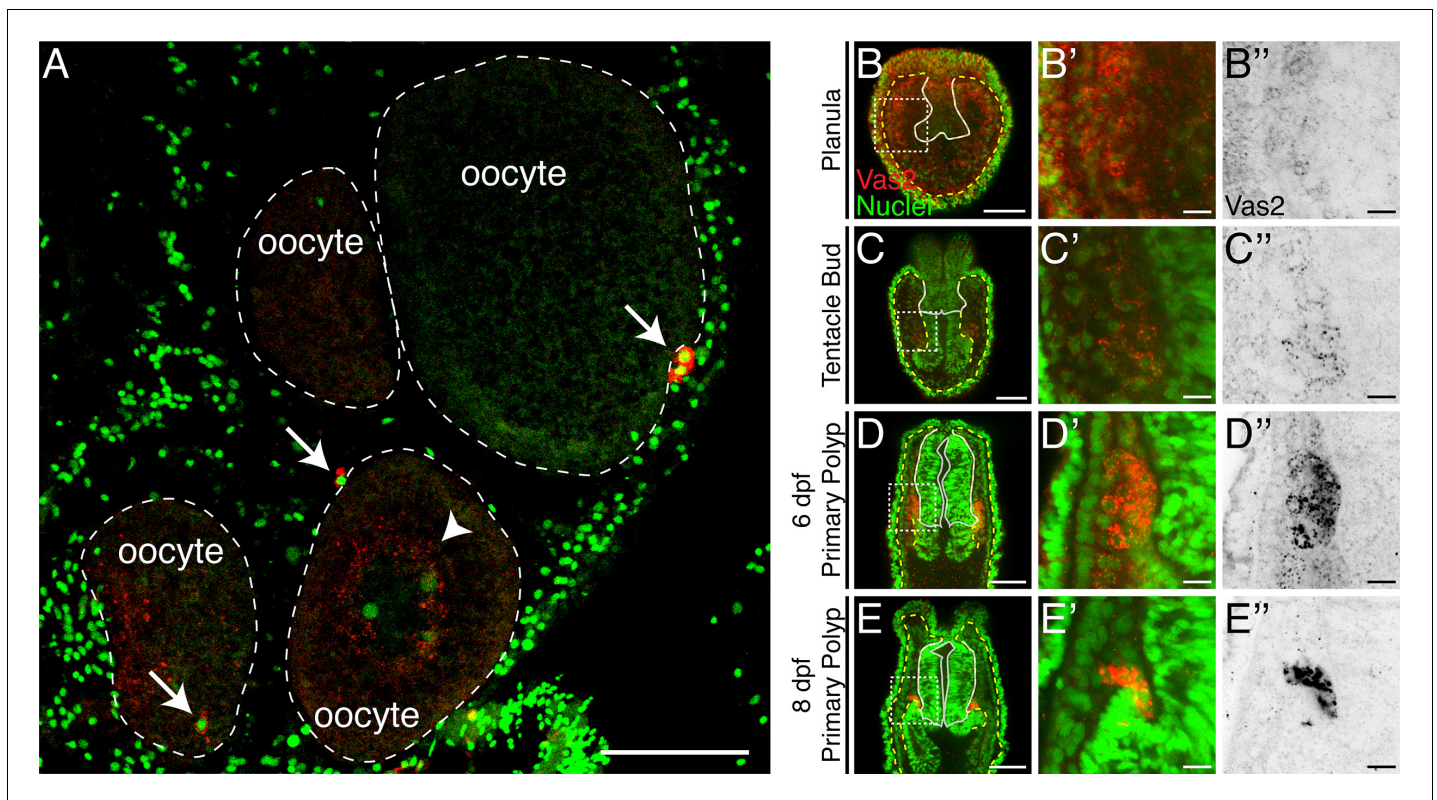 A
oocyte
oocyte
oocyte
oocyte
Planula
B
Vas2
Nuclei
B’
B’’
Vas2
Tentacle Bud
C
C’
C’’
6 dpf
Primary Polyp
D
D’
D’’
8 dpf
Primary Polyp
E
E’
E’’